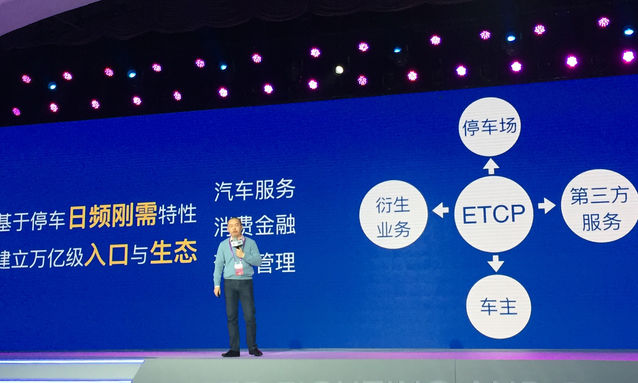 基于停车日频刚需特性
建立万亿级入口与生态
汽车服务
消费金融
管理
停车场
衍生
业务
ETCP
第三方
服务
车主